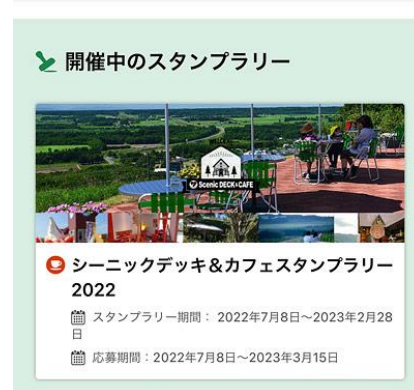 開催中のスタンプラリー
Scenic DECK&CAFE
シーニックデッキ&カフェスタンプラリー
2022
スタンプラリー期間： 2022年7月8日～2023年2月28
日
応募期間：2022年7月8日～2023年3月15日